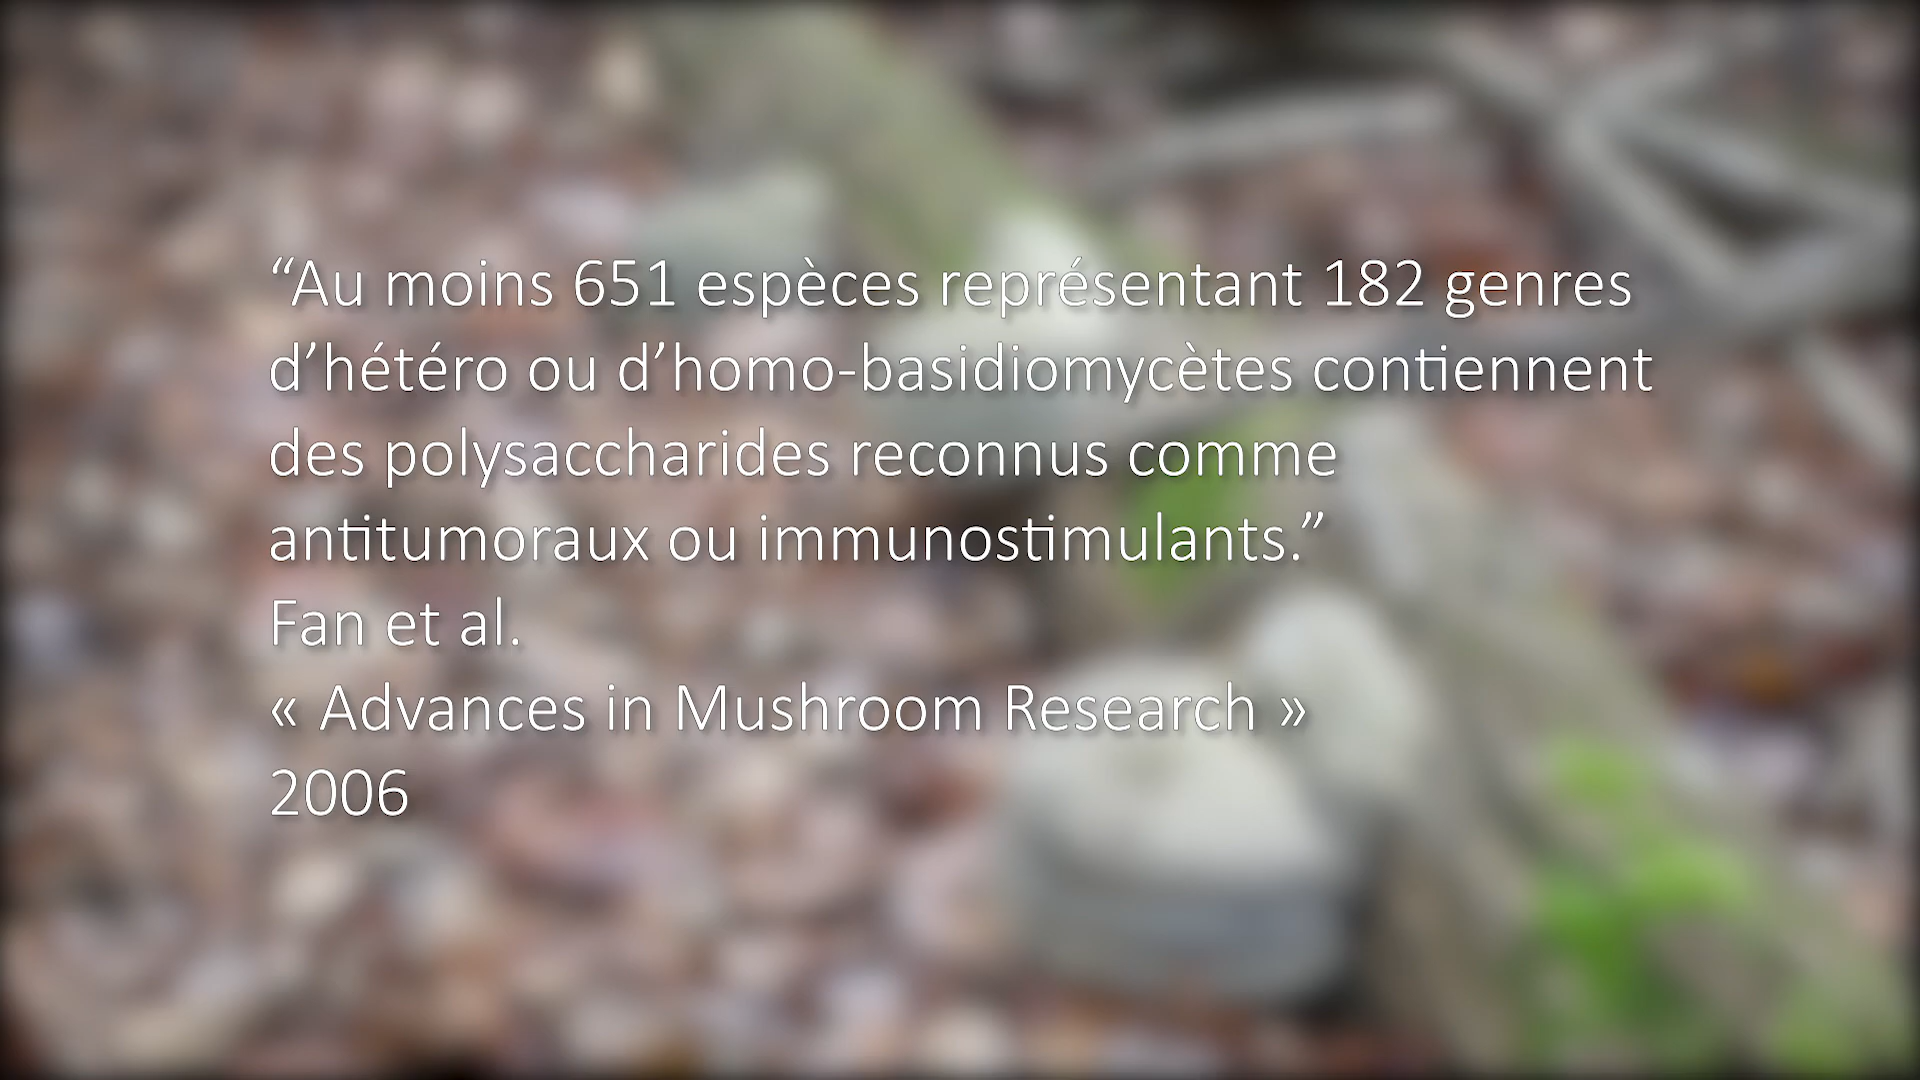 “Au moins 651 espèces représentant 182 genres
d’hétéro ou d’homo-basidiomycètes contiennent
des polysaccharides reconnus comme
antitumoraux ou immunostimulants.”
Fan et al.
« Advances in Mushroom Research »
2006